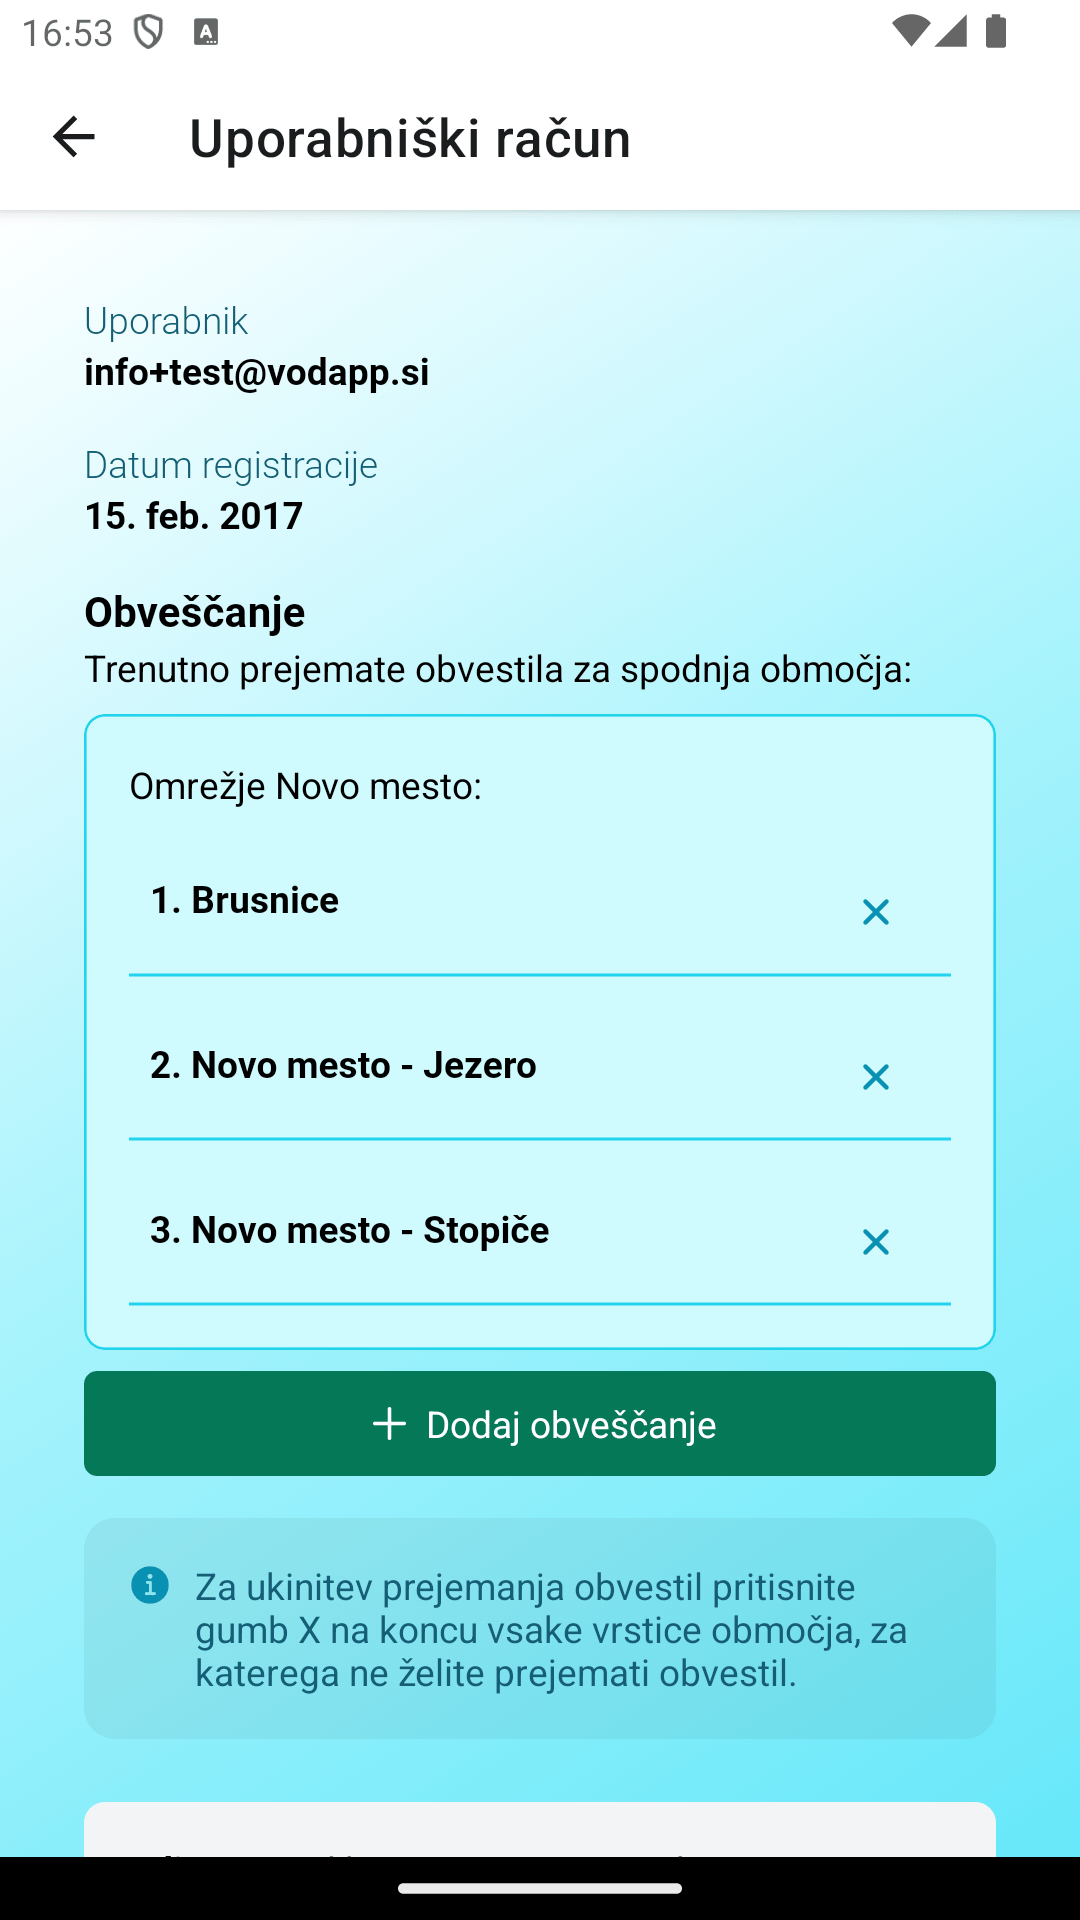 16:53
Uporabniški račun
Uporabnik
info+test@vodapp.si
Datum registracije
15. feb. 2017
Obveščanje
Trenutno prejemate obvestila za spodnja območja:
Omrežje Novo mesto:
1. Brusnice
2. Novo mesto - Jezero
3. Novo mesto - Stopiče
Dodaj obveščanje
Za ukinitev prejemanja obvestil pritisnite
gumb X na koncu vsake vrstice območja, za
katerega ne želite prejemati obvestil.